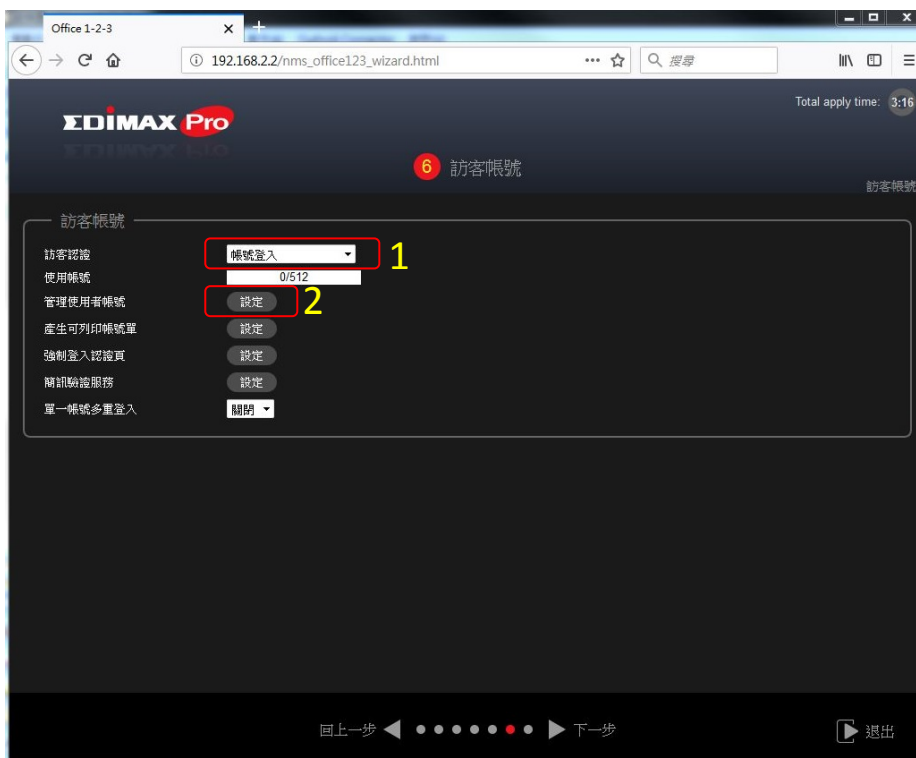 Office 1-2-3
192.168.2.2/nms_office123_wizard.html
搜尋
Total apply time: 3:16
EDIMAX Pro
6 訪客帳號
訪客帳號
訪客帳號
訪客認證 帳號登入 1
使用帳號 0/512
管理使用者帳號 設定 2
產生可列印帳號單 設定
強制登入認證頁 設定
簡訊驗證服務 設定
單一帳號多重登入 關閉
回上一步 下一步 退出